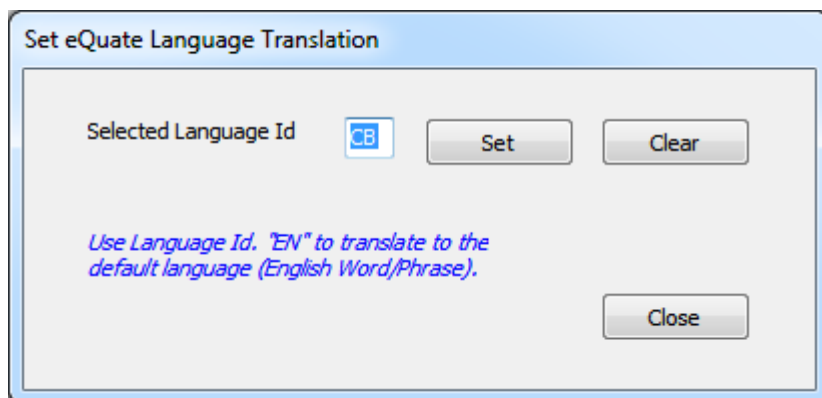 Set eQuate Language Translation
Selected Language Id CB Set Clear
Use Language Id. "EN" to translate to the
default language (English Word/Phrase).
Close